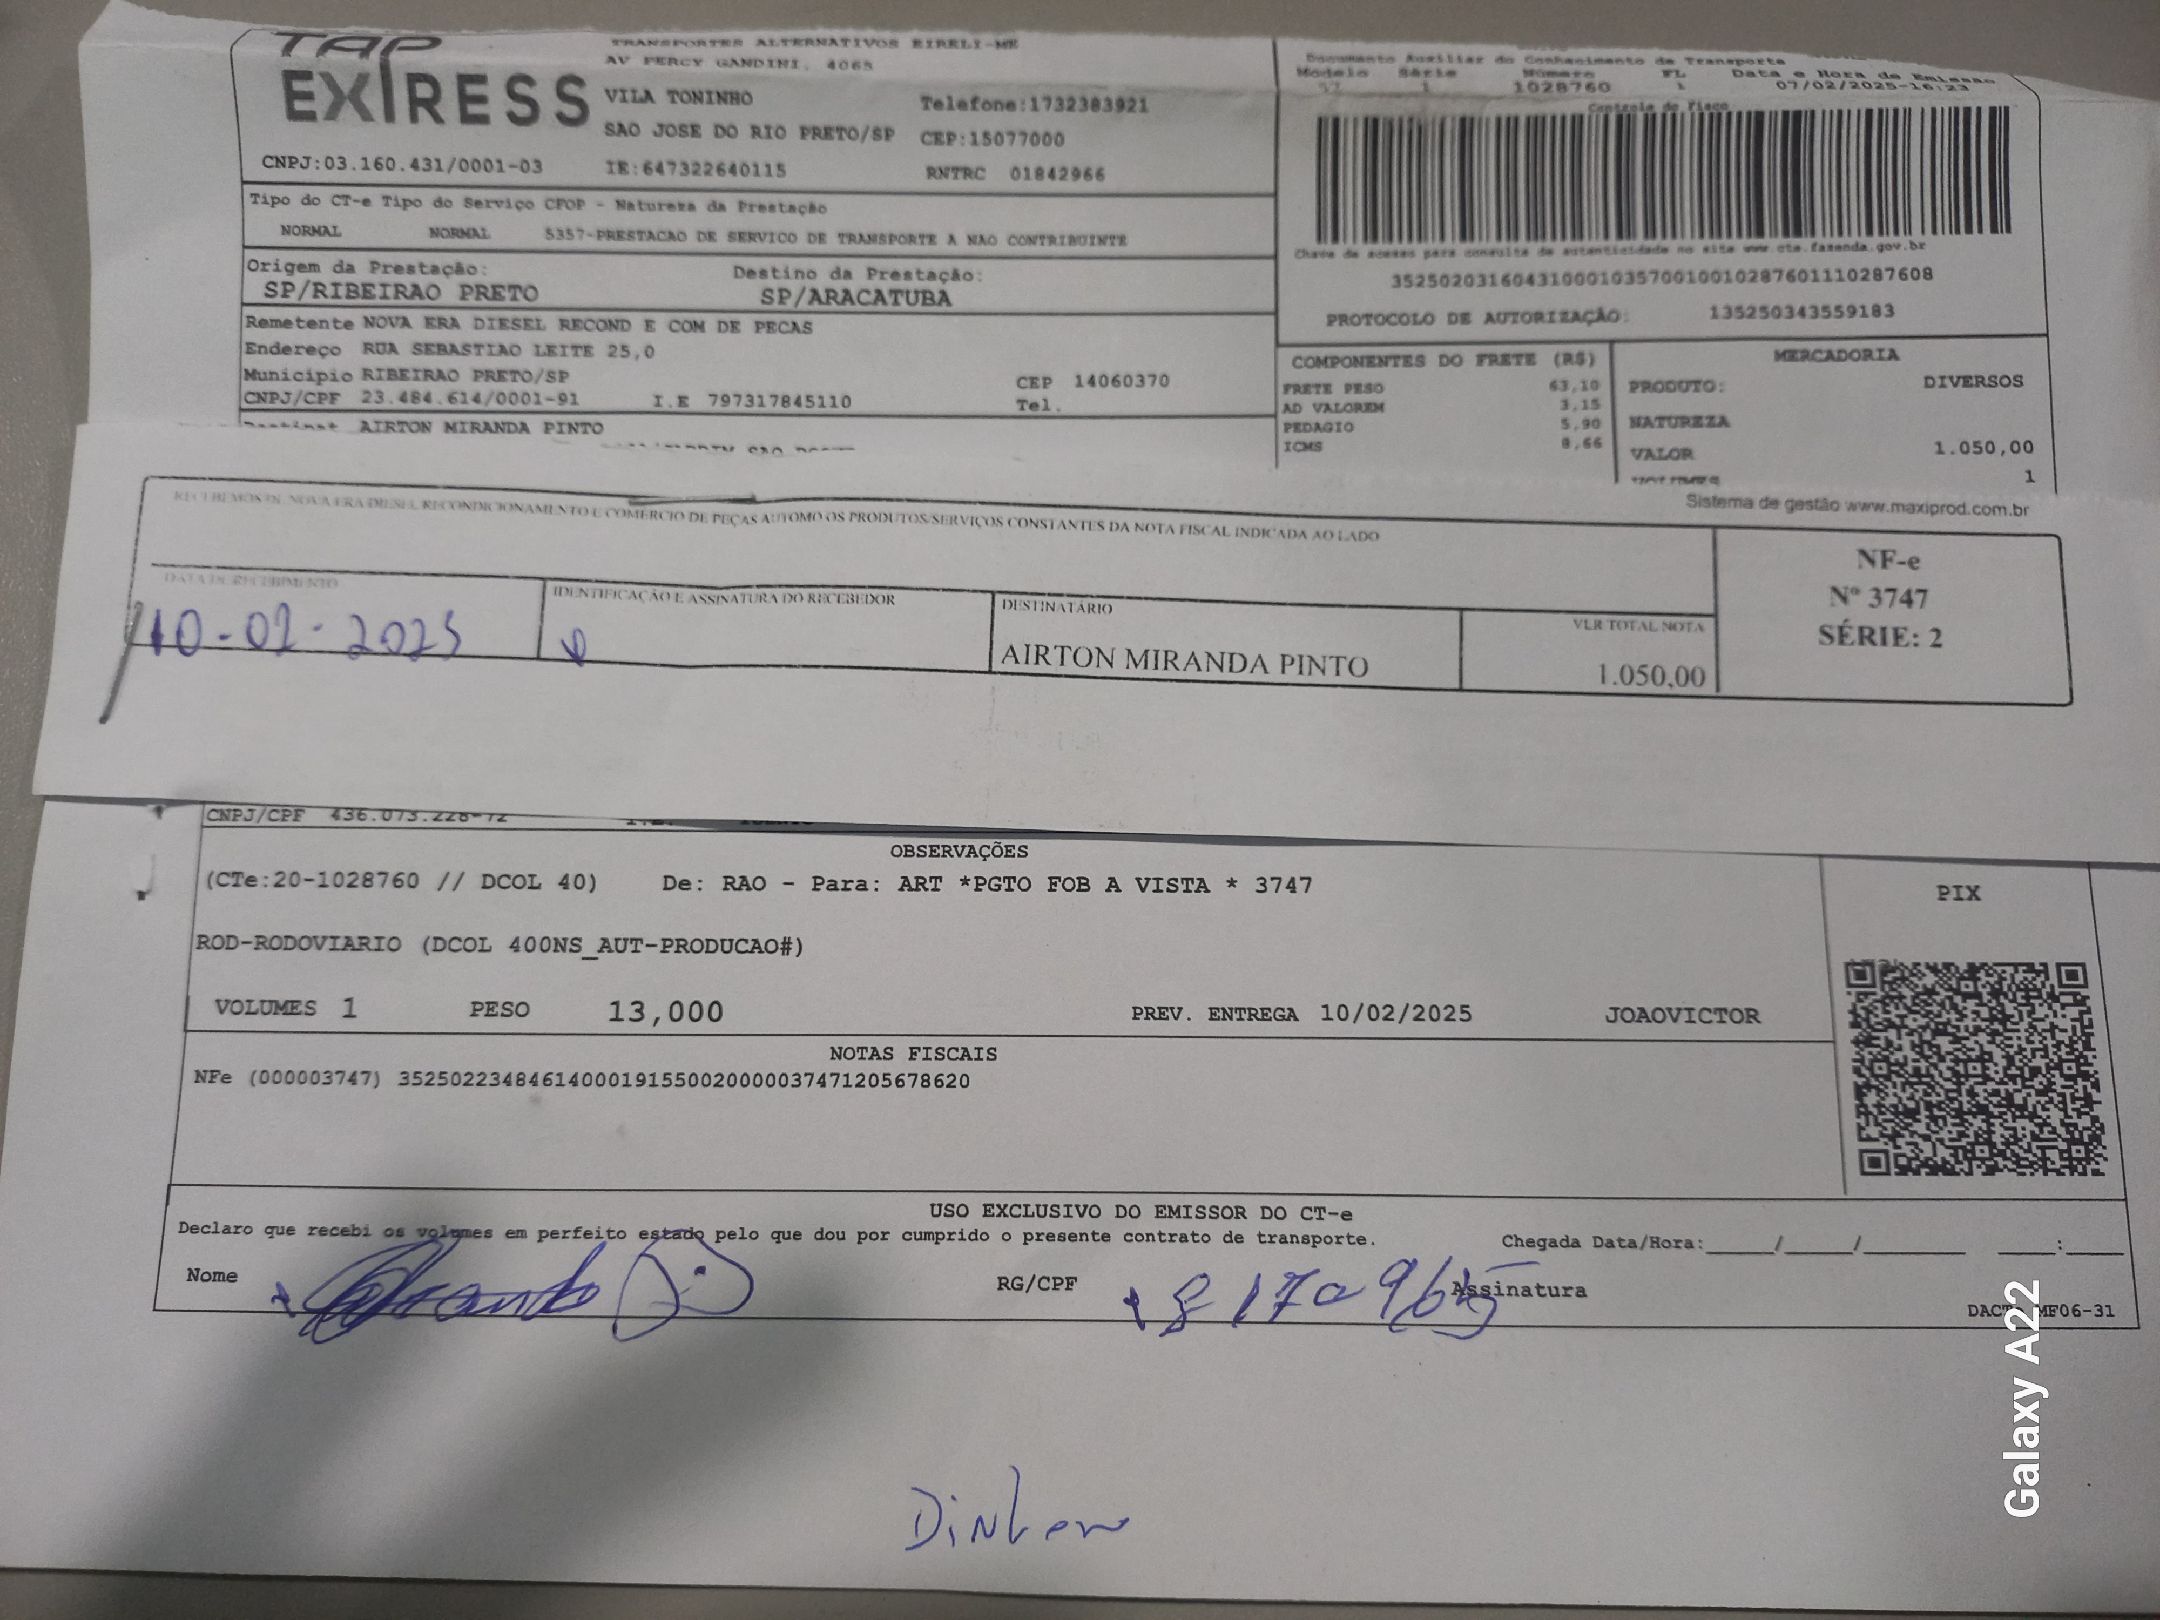 TAP
EXPRESS
TRANSPORTES ALTERNATIVOS EIRELI-ME
AV PERCY GANDINI, 4065
VILA TONINHO Telefone:1732383921
SAO JOSE DO RIO PRETO/SP CEP:15077000
CNPJ:03.160.431/0001-03 IE:647322640115 RNTRC 01842966
Documento Auxiliar do Conhecimento de Transporte
Modelo Série Número FL Data e Hora de Emissão
57 1 1028760 1 07/02/2025-16:23
Controle do Fisco
Chave de acesso para consulta de autenticidade no site www.cte.fazenda.gov.br
35250203160431000103570010010287601110287608
PROTOCOLO DE AUTORIZAÇÃO: 135250343559183
Tipo do CT-e Tipo do Serviço CFOP - Natureza da Prestação
NORMAL NORMAL 5357-PRESTACAO DE SERVICO DE TRANSPORTE A NAO CONTRIBUINTE
Origem da Prestação: Destino da Prestação:
SP/RIBEIRAO PRETO SP/ARACATUBA
Remetente NOVA ERA DIESEL RECOND E COM DE PECAS
Endereço RUA SEBASTIAO LEITE 25,0
Municipio RIBEIRAO PRETO/SP CEP 14060370
CNPJ/CPF 23.484.614/0001-91 I.E 797317845110 Tel.
AIRTON MIRANDA PINTO
COMPONENTES DO FRETE (R$)
FRETE PESO 63,10
AD VALOREM 3,15
PEDAGIO 5,90
ICMS 8,66
MERCADORIA
PRODUTO: DIVERSOS
NATUREZA
VALOR 1.050,00
1
Sistema de gestão www.maxiprod.com.br
RECEBEMOS DE NOVA ERA DIESEL RECONDICIONAMENTO E COMÉRCIO DE PEÇAS AUTOMO OS PRODUTOS/SERVIÇOS CONSTANTES DA NOTA FISCAL INDICADA AO LADO
DATA DE RECEBIMENTO IDENTIFICAÇÃO E ASSINATURA DO RECEBEDOR DESTINATÁRIO VLR TOTAL NOTA
10-02-2025 AIRTON MIRANDA PINTO 1.050,00
NF-e
Nº 3747
SÉRIE: 2
CNPJ/CPF 436.073.228-72
OBSERVAÇÕES
(CTe:20-1028760 // DCOL 40) De: RAO - Para: ART *PGTO FOB A VISTA * 3747
ROD-RODOVIARIO (DCOL 400NS_AUT-PRODUCAO#)
VOLUMES 1 PESO 13,000 PREV. ENTREGA 10/02/2025 JOAOVICTOR
PIX
NOTAS FISCAIS
NFe (000003747) 35250223484614000191550020000037471205678620
USO EXCLUSIVO DO EMISSOR DO CT-e
Declaro que recebi os volumes em perfeito estado pelo que dou por cumprido o presente contrato de transporte.
Chegada Data/Hora:_____/_____/________ ____:____
Nome RG/CPF Assinatura
DACTE MF06-31
Galaxy A22